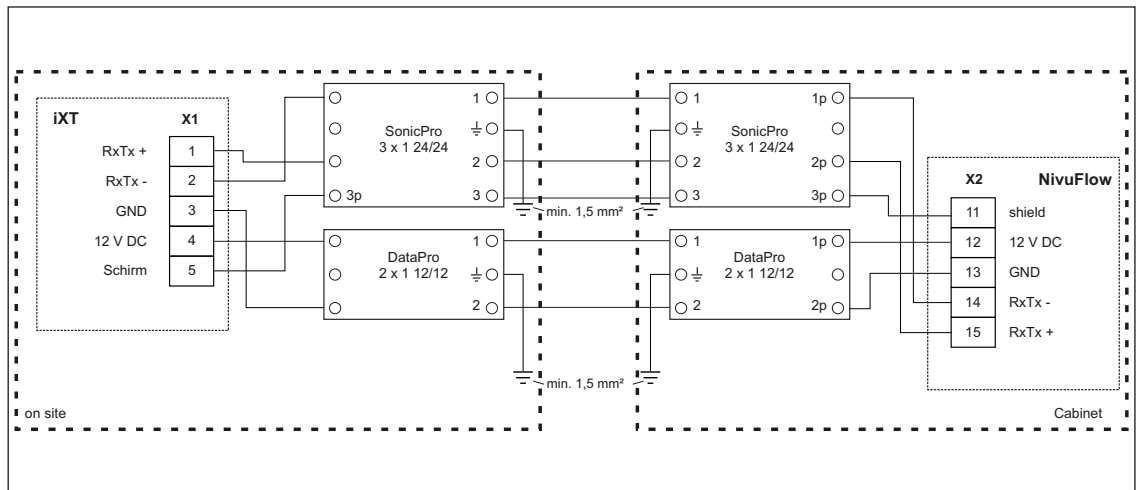 iXT
X1
RxTx + 1
RxTx - 2
GND 3
12 V DC 4
Schirm 5
on site
SonicPro
3 x 1 24/24
1
2
3p
3
DataPro
2 x 1 12/12
1
2
min. 1,5 mm²
min. 1,5 mm²
SonicPro
3 x 1 24/24
1
1p
2
2p
3
3p
DataPro
2 x 1 12/12
1
1p
2
2p
X2
NivuFlow
11 shield
12 12 V DC
13 GND
14 RxTx -
15 RxTx +
Cabinet